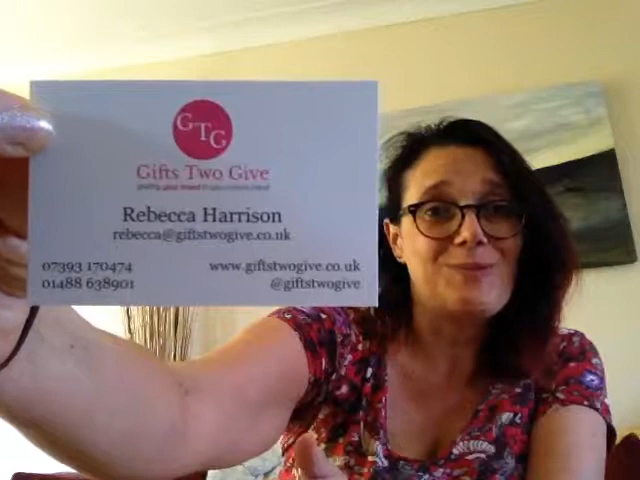 GTG
Gifts Two Give
Rebecca Harrison
rebecca@giftstwogive.co.uk
07393 170474
www.giftstwogive.co.uk
01488 638901
@giftstwogive